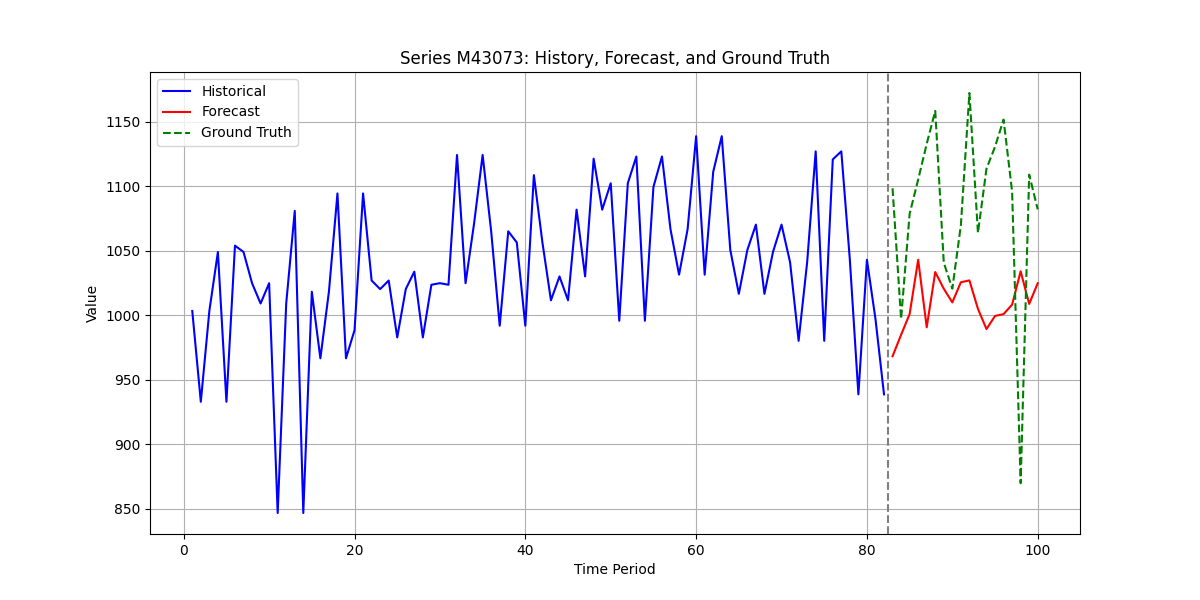 Series M43073: History, Forecast, and Ground Truth
Historical
Forecast
Ground Truth
Value
1150
1100
1050
1000
950
900
850
0 20 40 60 80 100
Time Period